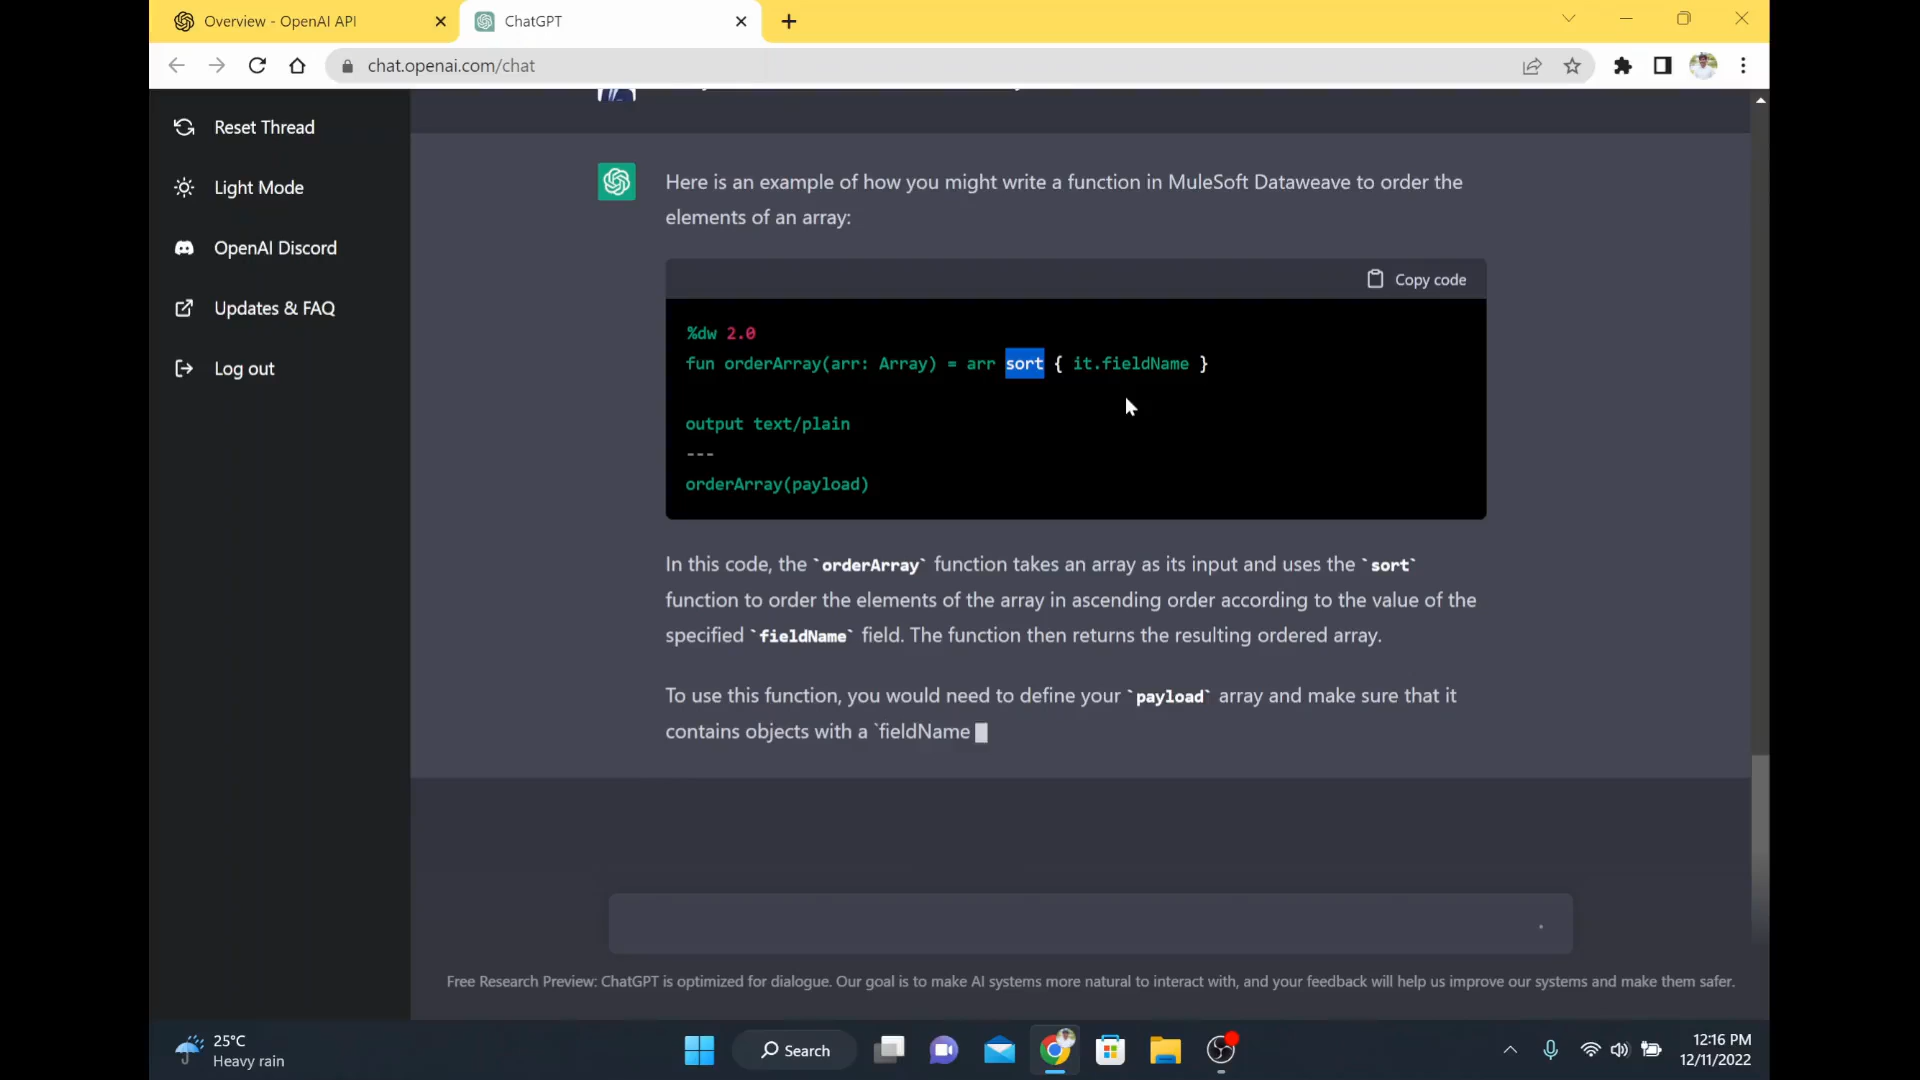 Overview - OpenAI API
ChatGPT
chat.openai.com/chat
Reset Thread
Light Mode
OpenAI Discord
Updates & FAQ
Log out
Here is an example of how you might write a function in MuleSoft Dataweave to order the
elements of an array:
Copy code
%dw 2.0
fun orderArray(arr: Array) = arr sort { it.fieldName }
output text/plain
---
orderArray(payload)
In this code, the `orderArray` function takes an array as its input and uses the `sort`
function to order the elements of the array in ascending order according to the value of the
specified `fieldName` field. The function then returns the resulting ordered array.
To use this function, you would need to define your `payload` array and make sure that it
contains objects with a `fieldName
Free Research Preview: ChatGPT is optimized for dialogue. Our goal is to make AI systems more natural to interact with, and your feedback will help us improve our systems and make them safer.
25°C
Heavy rain
Search
12:16 PM
12/11/2022